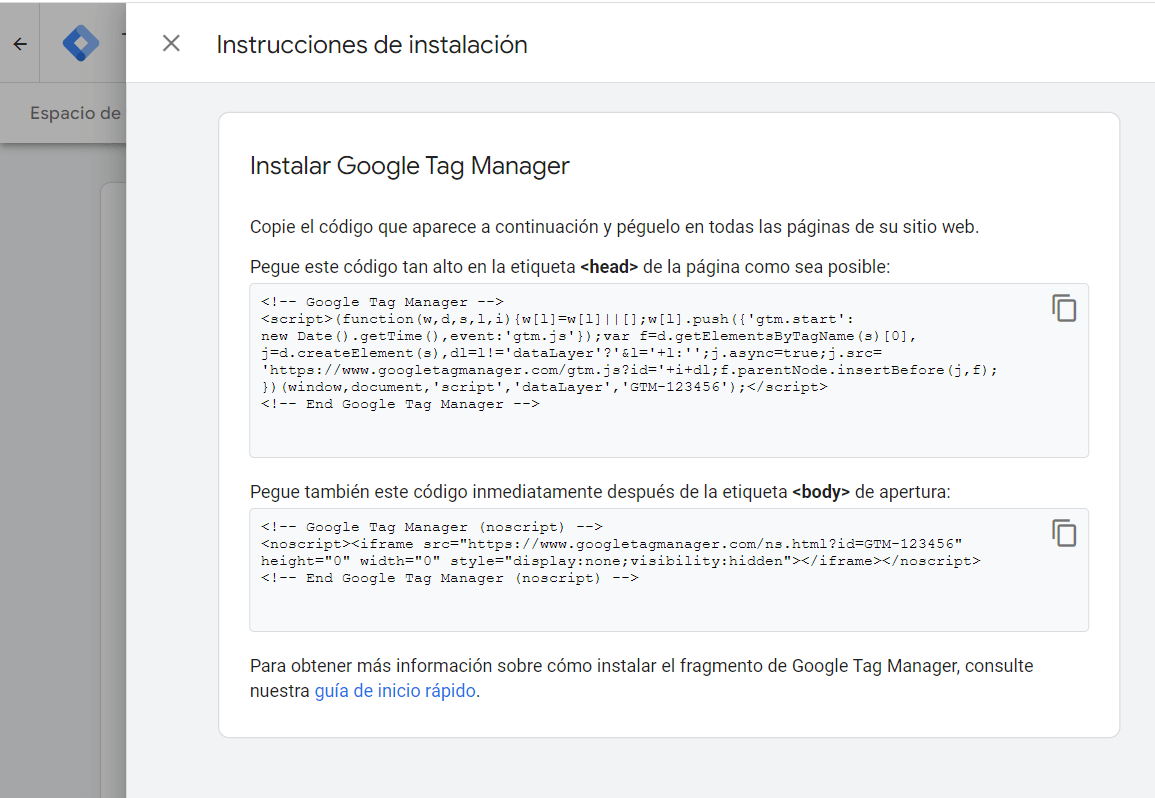 Instrucciones de instalación
Espacio de
Instalar Google Tag Manager
Copie el código que aparece a continuación y péguelo en todas las páginas de su sitio web.
Pegue este código tan alto en la etiqueta <head> de la página como sea posible:
<!-- Google Tag Manager -->
<script>(function(w,d,s,l,i){w[l]=w[l]||[];w[l].push({'gtm.start':
new Date().getTime(),event:'gtm.js'});var f=d.getElementsByTagName(s)[0],
j=d.createElement(s),dl=l!='dataLayer'?'&l='+l:'';j.async=true;j.src=
'https://www.googletagmanager.com/gtm.js?id='+i+dl;f.parentNode.insertBefore(j,f);
})(window,document,'script','dataLayer','GTM-123456');</script>
<!-- End Google Tag Manager -->
Pegue también este código inmediatamente después de la etiqueta <body> de apertura:
<!-- Google Tag Manager (noscript) -->
<noscript><iframe src="https://www.googletagmanager.com/ns.html?id=GTM-123456"
height="0" width="0" style="display:none;visibility:hidden"></iframe></noscript>
<!-- End Google Tag Manager (noscript) -->
Para obtener más información sobre cómo instalar el fragmento de Google Tag Manager, consulte
nuestra guía de inicio rápido.